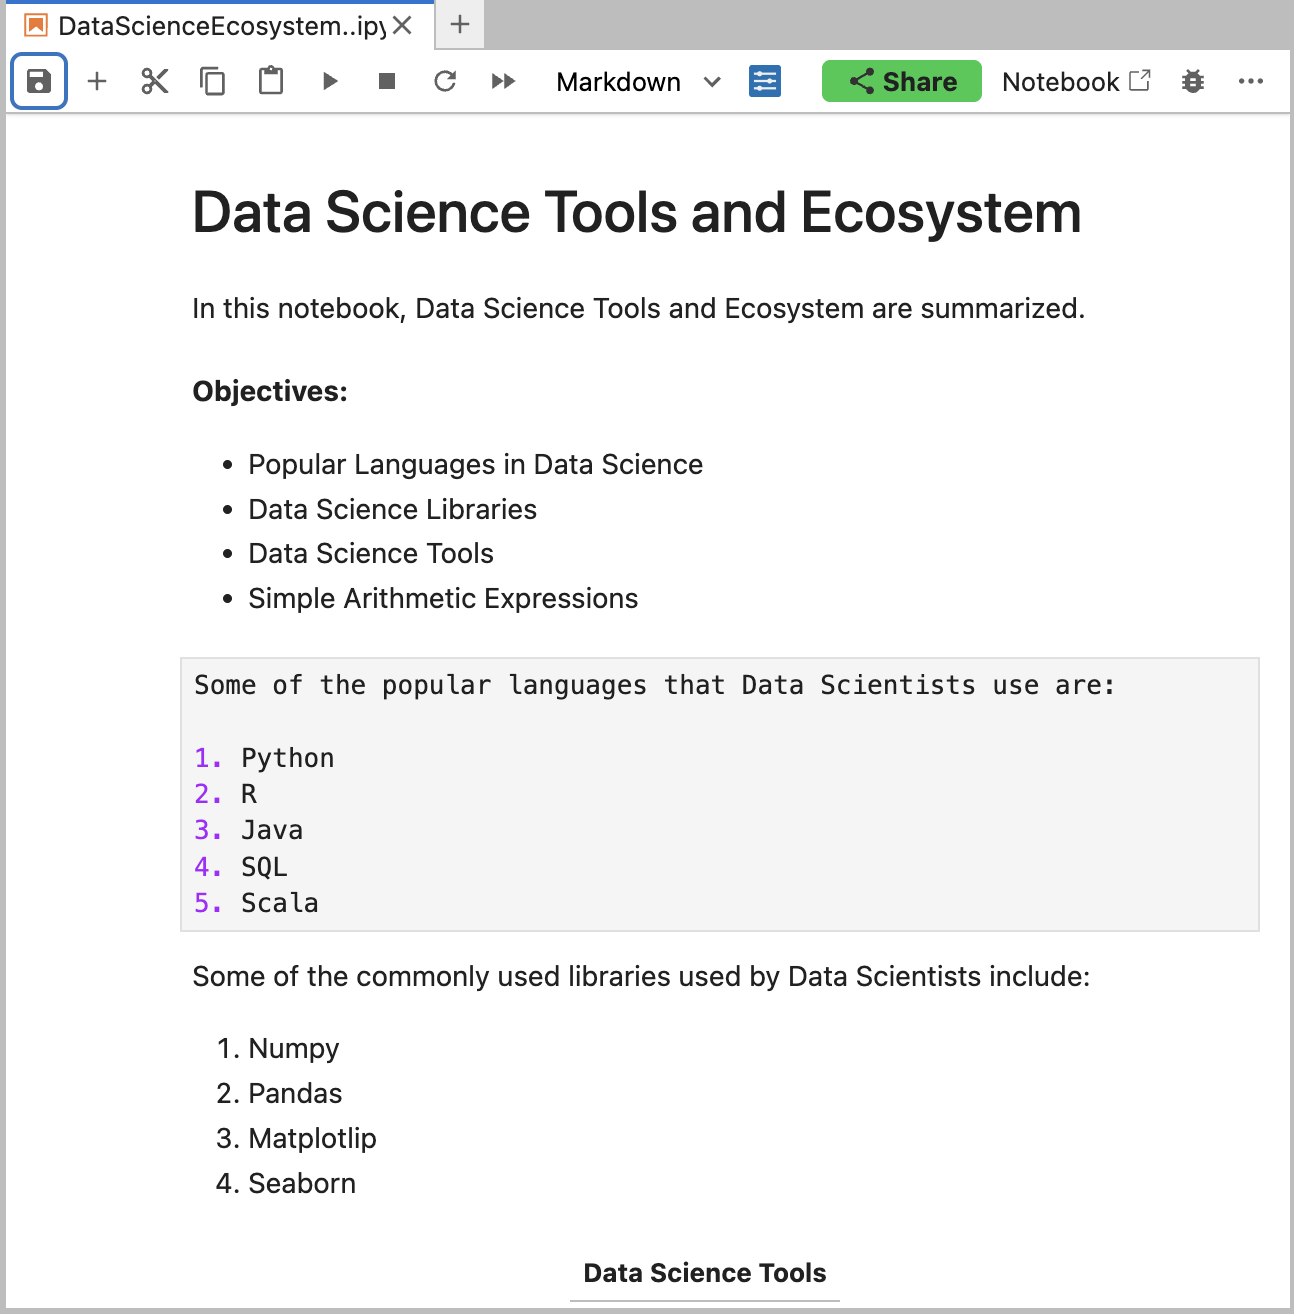 DataScienceEcosystem..ipy
Markdown Share Notebook
Data Science Tools and Ecosystem
In this notebook, Data Science Tools and Ecosystem are summarized.
Objectives:
• Popular Languages in Data Science
• Data Science Libraries
• Data Science Tools
• Simple Arithmetic Expressions
Some of the popular languages that Data Scientists use are:
1. Python
2. R
3. Java
4. SQL
5. Scala
Some of the commonly used libraries used by Data Scientists include:
1. Numpy
2. Pandas
3. Matplotlip
4. Seaborn
Data Science Tools